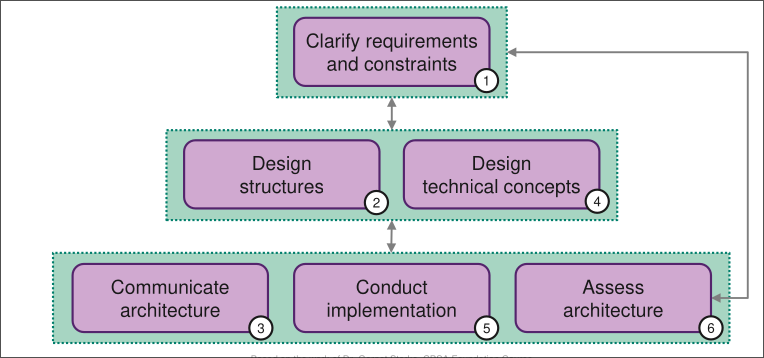 Clarify requirements
and constraints
1
Design
structures
2
Design
technical concepts
4
Communicate
architecture
3
Conduct
implementation
5
Assess
architecture
6